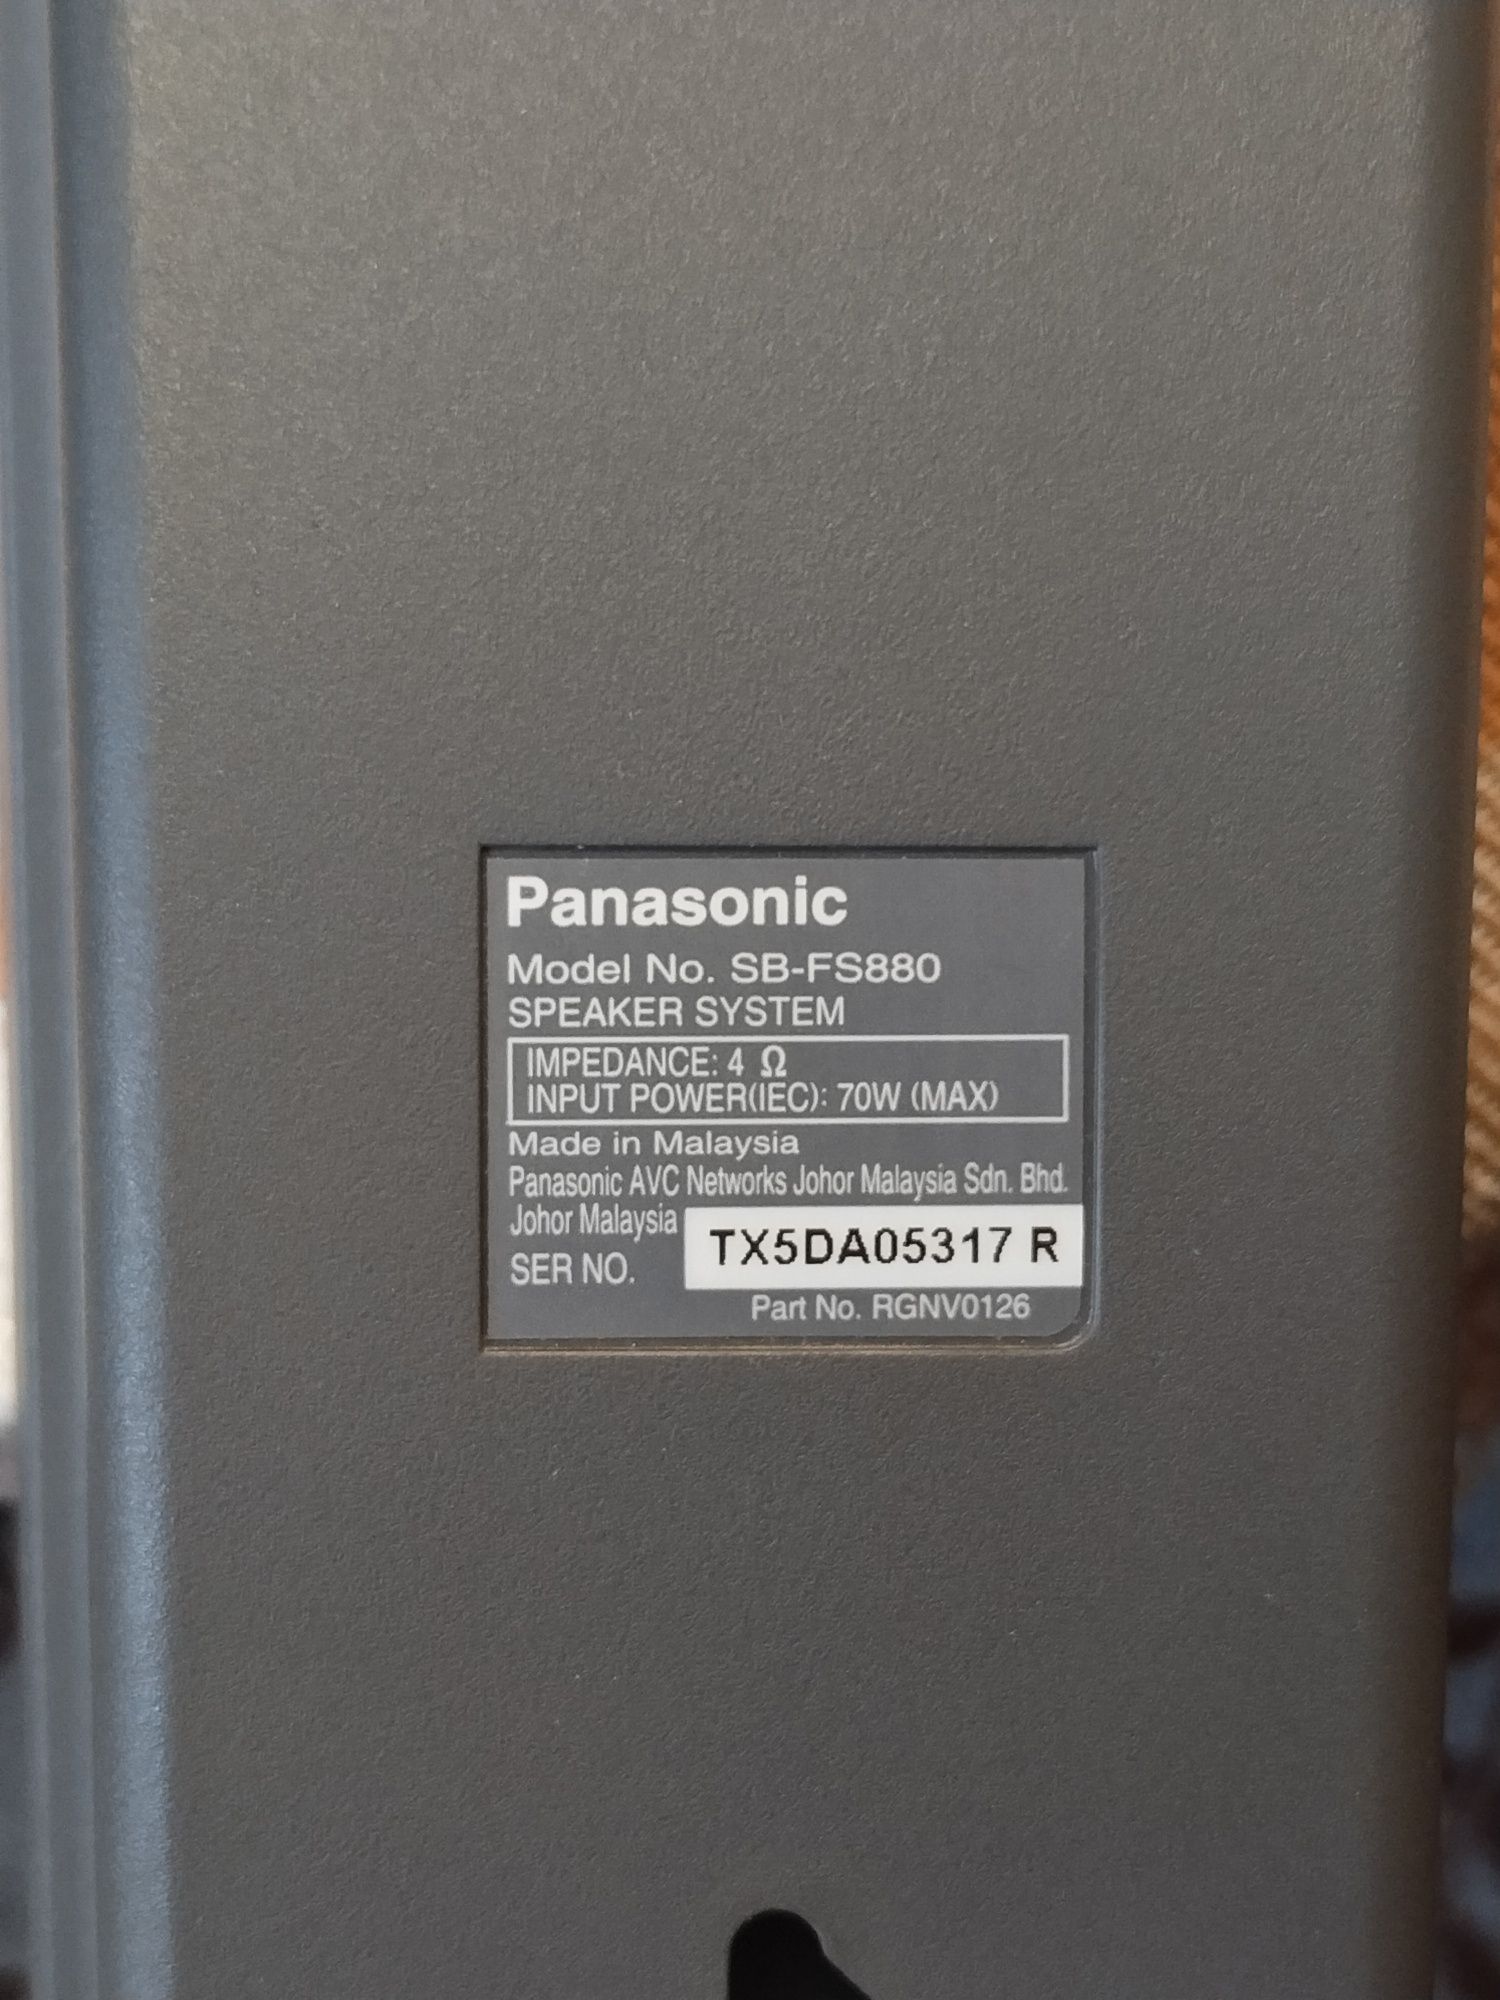 Panasonic
Model No. SB-FS880
SPEAKER SYSTEM
IMPEDANCE: 4 Ω
INPUT POWER(IEC): 70W (MAX)
Made in Malaysia
Panasonic AVC Networks Johor Malaysia Sdn. Bhd.
Johor Malaysia
SER NO. TX5DA05317 R
Part No. RGNV0126